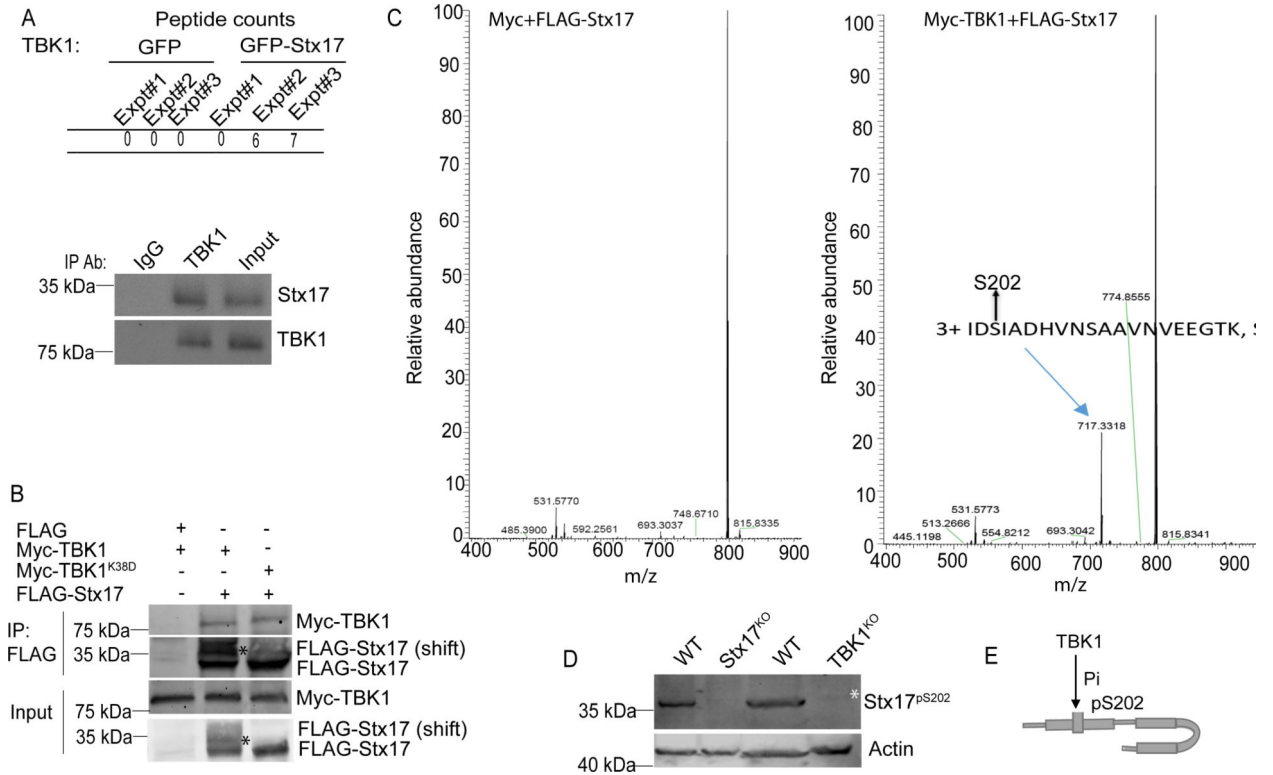 A
Peptide counts
TBK1:
GFP
GFP-Stx17
Expt#1
Expt#2
Expt#3
Expt#1
Expt#2
Expt#3
0 0 0 0 6 7
IP Ab:
IgG
TBK1
Input
35 kDa
Stx17
75 kDa
TBK1
B
FLAG + - -
Myc-TBK1 + + -
Myc-TBK1K38D - - +
FLAG-Stx17 - + +
IP:
FLAG
75 kDa
Myc-TBK1
35 kDa
*
FLAG-Stx17 (shift)
FLAG-Stx17
Input
75 kDa
Myc-TBK1
35 kDa
*
FLAG-Stx17 (shift)
FLAG-Stx17
C
Myc+FLAG-Stx17
Relative abundance
100
90
80
70
60
50
40
30
20
10
0
531.5770
485.3900
592.2561
693.3037
748.6710
815.8335
400 500 600 700 800 900
m/z
Myc-TBK1+FLAG-Stx17
Relative abundance
100
90
80
70
60
50
40
30
20
10
0
S202
774.8555
3+ IDSIADHVNSAAVNVEEGTK, S
717.3318
531.5773
513.2666
445.1198
554.8212
693.3042
815.8341
400 500 600 700 800 900
m/z
D
WT
Stx17KO
WT
TBK1KO
*
35 kDa
Stx17pS202
Actin
40 kDa
E
TBK1
Pi
pS202